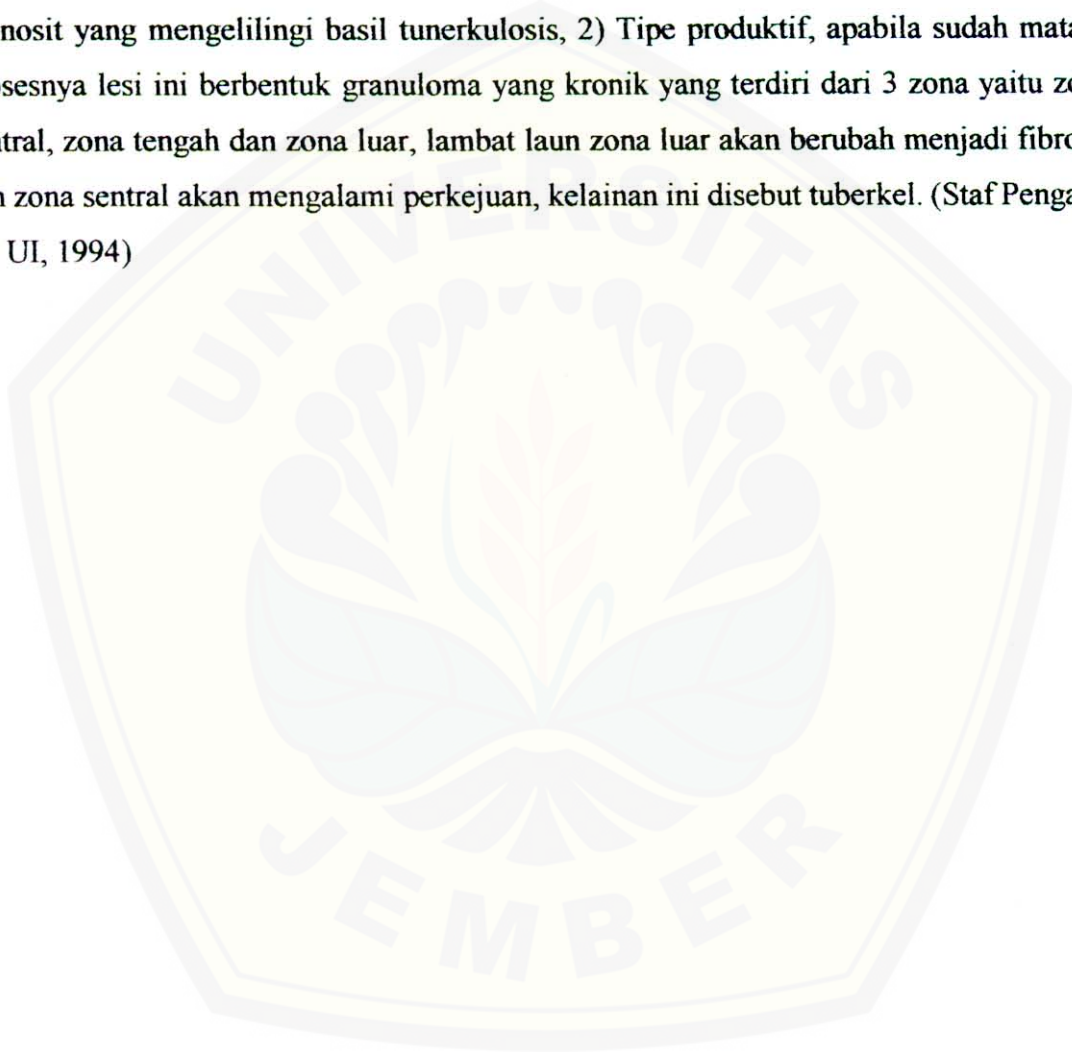 nosit yang mengelilingi basil tunerkulosis, 2) Tipe produktif, apabila sudah mata
sesnya lesi ini berbentuk granuloma yang kronik yang terdiri dari 3 zona yaitu zo
tral, zona tengah dan zona luar, lambat laun zona luar akan berubah menjadi fibro
n zona sentral akan mengalami perkejuan, kelainan ini disebut tuberkel. (Staf Penga
UI, 1994)
UNIVERSITAS
JEMBER